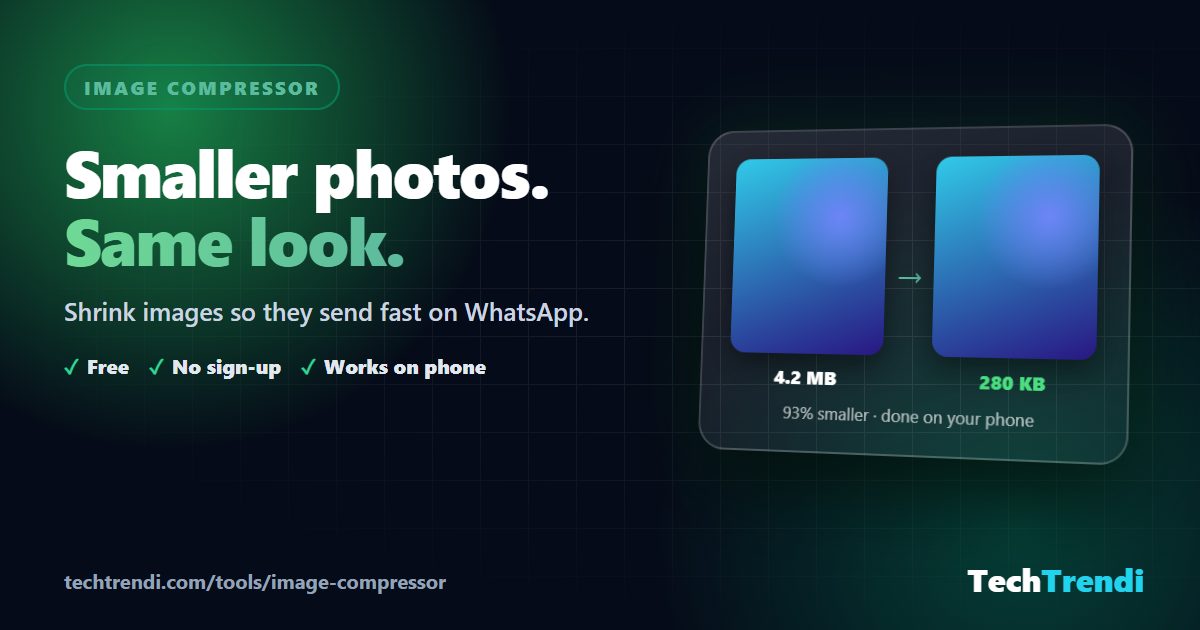 IMAGE COMPRESSOR
Smaller photos.
Same look.
Shrink images so they send fast on WhatsApp.
✓ Free ✓ No sign-up ✓ Works on phone
→
4.2 MB 280 KB
93% smaller · done on your phone
techtrendi.com/tools/image-compressor
TechTrendi